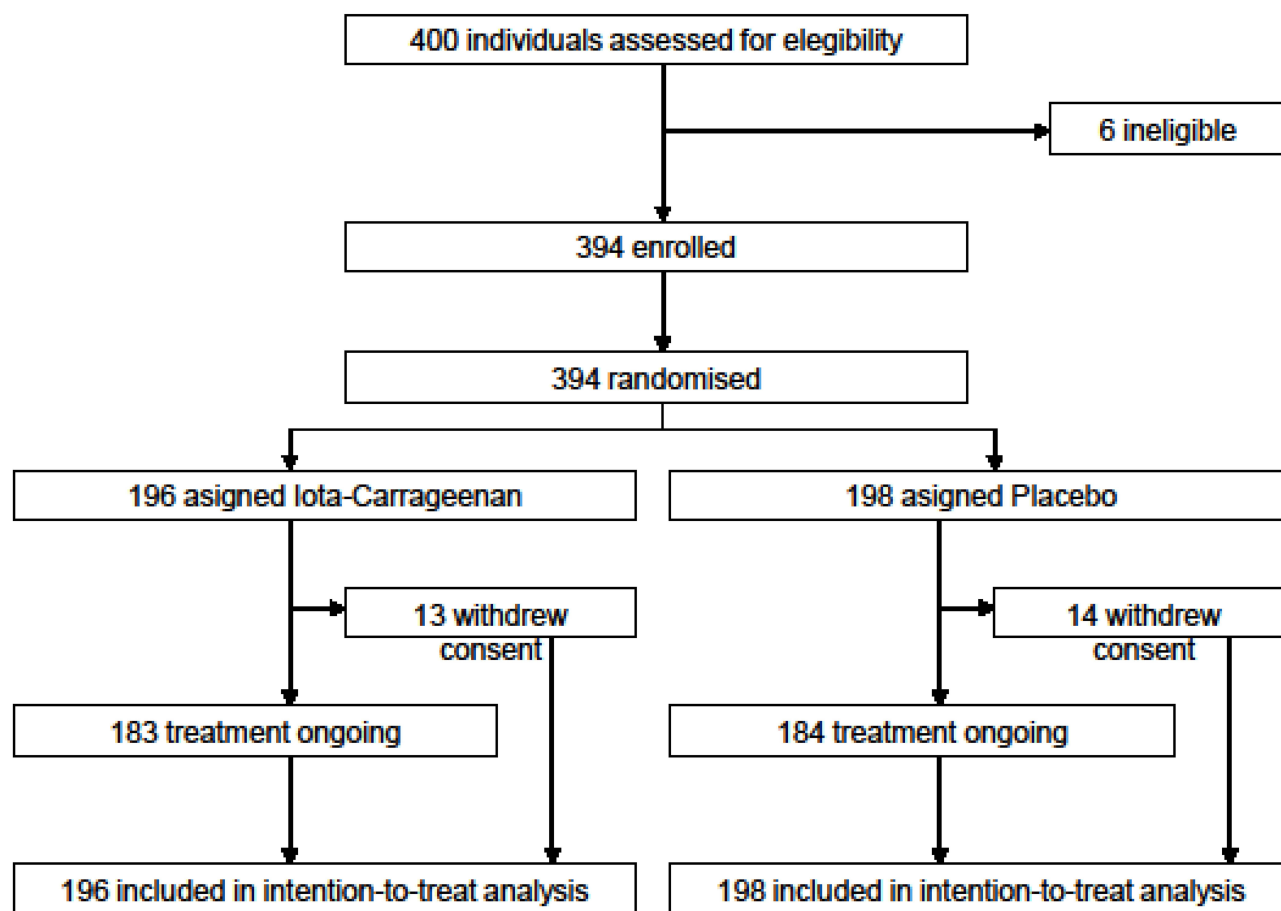 400 individuals assessed for elegibility
6 ineligible
394 enrolled
394 randomised
196 asigned Iota-Carrageenan
198 asigned Placebo
13 withdrew
consent
14 withdrew
consent
183 treatment ongoing
184 treatment ongoing
196 included in intention-to-treat analysis
198 included in intention-to-treat analysis